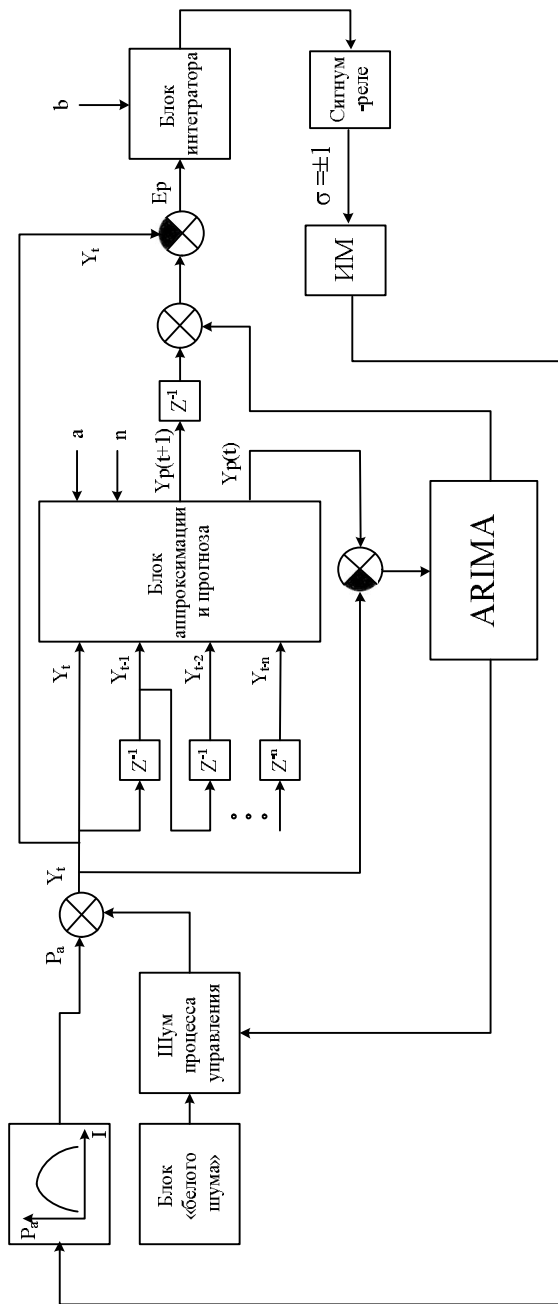 Pₐ
I
Pₐ
Yₜ
Блок
«белого
шума»
Шум
процесса
управления
Yₜ
Z⁻¹
Z⁻¹
Z⁻ⁿ
Yₜ
Yₜ₋₁
Yₜ₋₂
Yₜ₋ₙ
Блок
аппроксимации
и прогноза
a
n
Yp(t+1)
Yp(t)
Z⁻¹
ARIMA
Ep
b
Блок
интегратора
Сигнум
-реле
σ =±1
ИМ